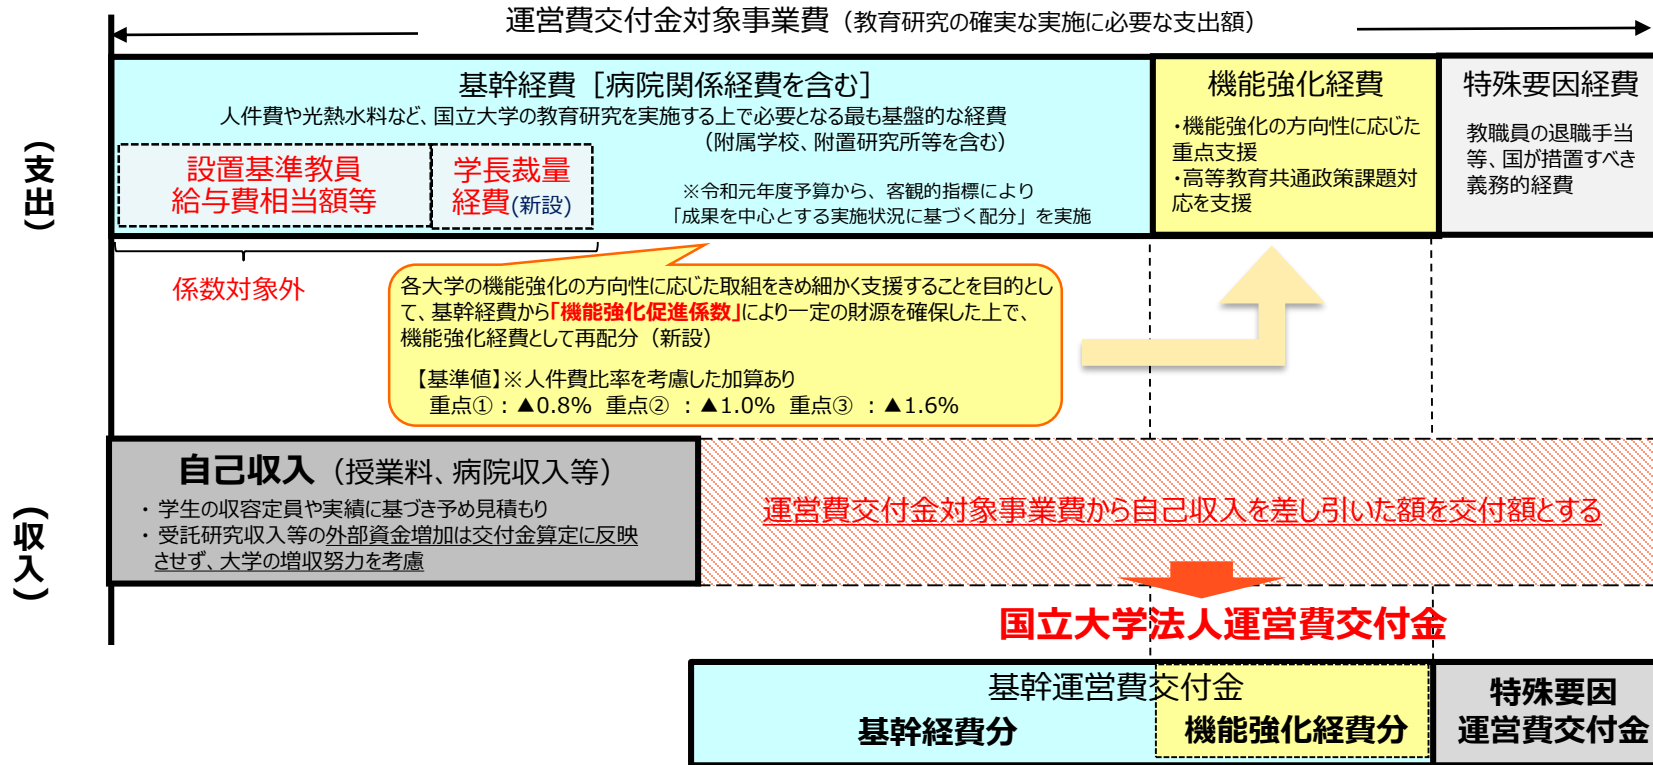 運営費交付金対象事業費（教育研究の確実な実施に必要な支出額）
（支出）
基幹経費［病院関係経費を含む］
人件費や光熱水料など、国立大学の教育研究を実施する上で必要となる最も基盤的な経費
（附属学校、附置研究所等を含む）
設置基準教員
給与費相当額等
学長裁量
経費(新設)
※令和元年度予算から、客観的指標により
「成果を中心とする実施状況に基づく配分」を実施
機能強化経費
・機能強化の方向性に応じた
重点支援
・高等教育共通政策課題対
応を支援
特殊要因経費
教職員の退職手当
等、国が措置すべき
義務的経費
係数対象外
各大学の機能強化の方向性に応じた取組をきめ細かく支援することを目的とし
て、基幹経費から「機能強化促進係数」により一定の財源を確保した上で、
機能強化経費として再配分（新設）
【基準値】※人件費比率を考慮した加算あり
重点①：▲0.8% 重点②：▲1.0% 重点③：▲1.6%
（収入）
自己収入（授業料、病院収入等）
・学生の収容定員や実績に基づき予め見積もり
・受託研究収入等の外部資金増加は交付金算定に反映
させず、大学の増収努力を考慮
運営費交付金対象事業費から自己収入を差し引いた額を交付額とする
国立大学法人運営費交付金
基幹運営費交付金
基幹経費分
機能強化経費分
特殊要因
運営費交付金